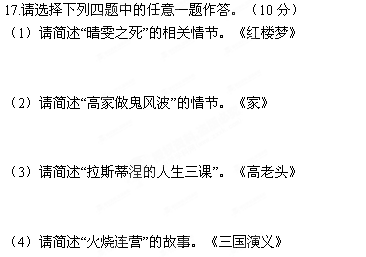 17.请选择下列四题中的任意一题作答。（10 分）
（1）请简述“晴雯之死”的相关情节。《红楼梦》
（2）请简述“高家做鬼风波”的情节。《家》
（3）请简述“拉斯蒂涅的人生三课”。《高老头》
（4）请简述“火烧连营”的故事。《三国演义》